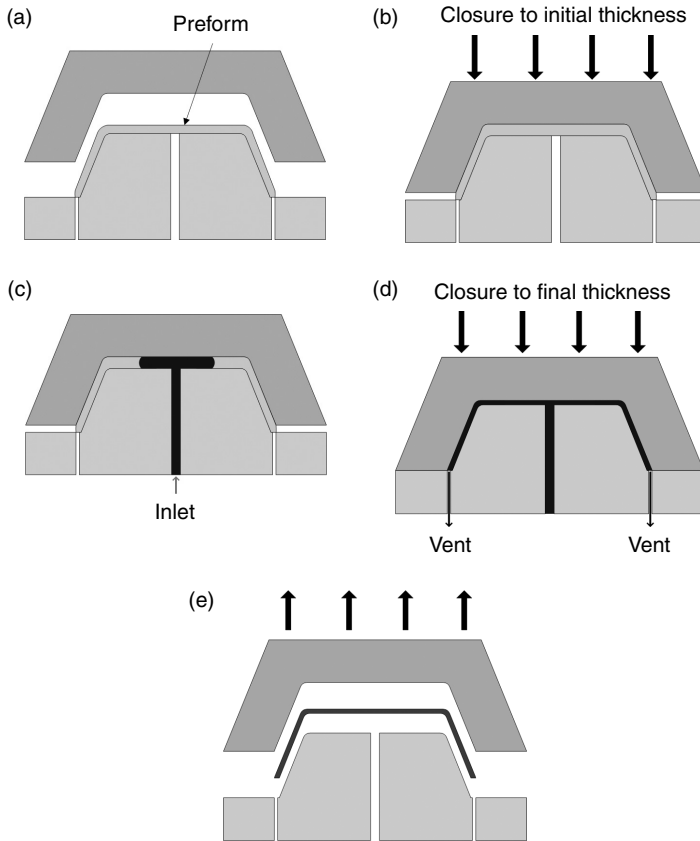 (a)
Preform
(b)
Closure to initial thickness
(c)
Inlet
(d)
Closure to final thickness
Vent
Vent
(e)